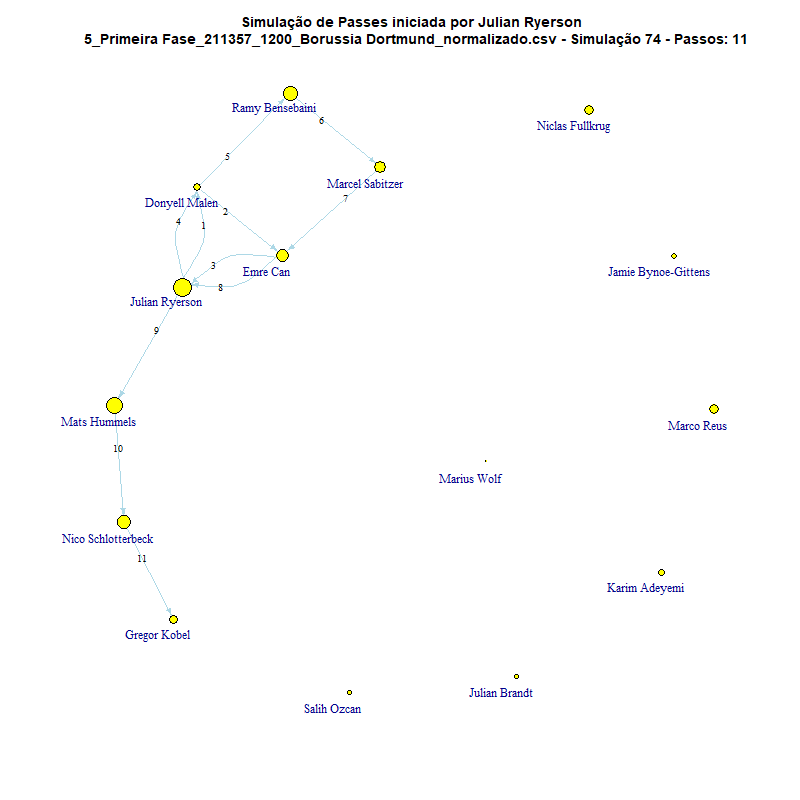 Simulação de Passes iniciada por Julian Ryerson
5_Primeira Fase_211357_1200_Borussia Dortmund_normalizado.csv - Simulação 74 - Passos: 11
Ramy Bensebaini
6
Niclas Fullkrug
5
Marcel Sabitzer
7
Donyell Malen
2
4
1
3
Emre Can
Jamie Bynoe-Gittens
8
Julian Ryerson
9
Mats Hummels
Marco Reus
10
Marius Wolf
Nico Schlotterbeck
11
Karim Adeyemi
Gregor Kobel
Julian Brandt
Salih Ozcan